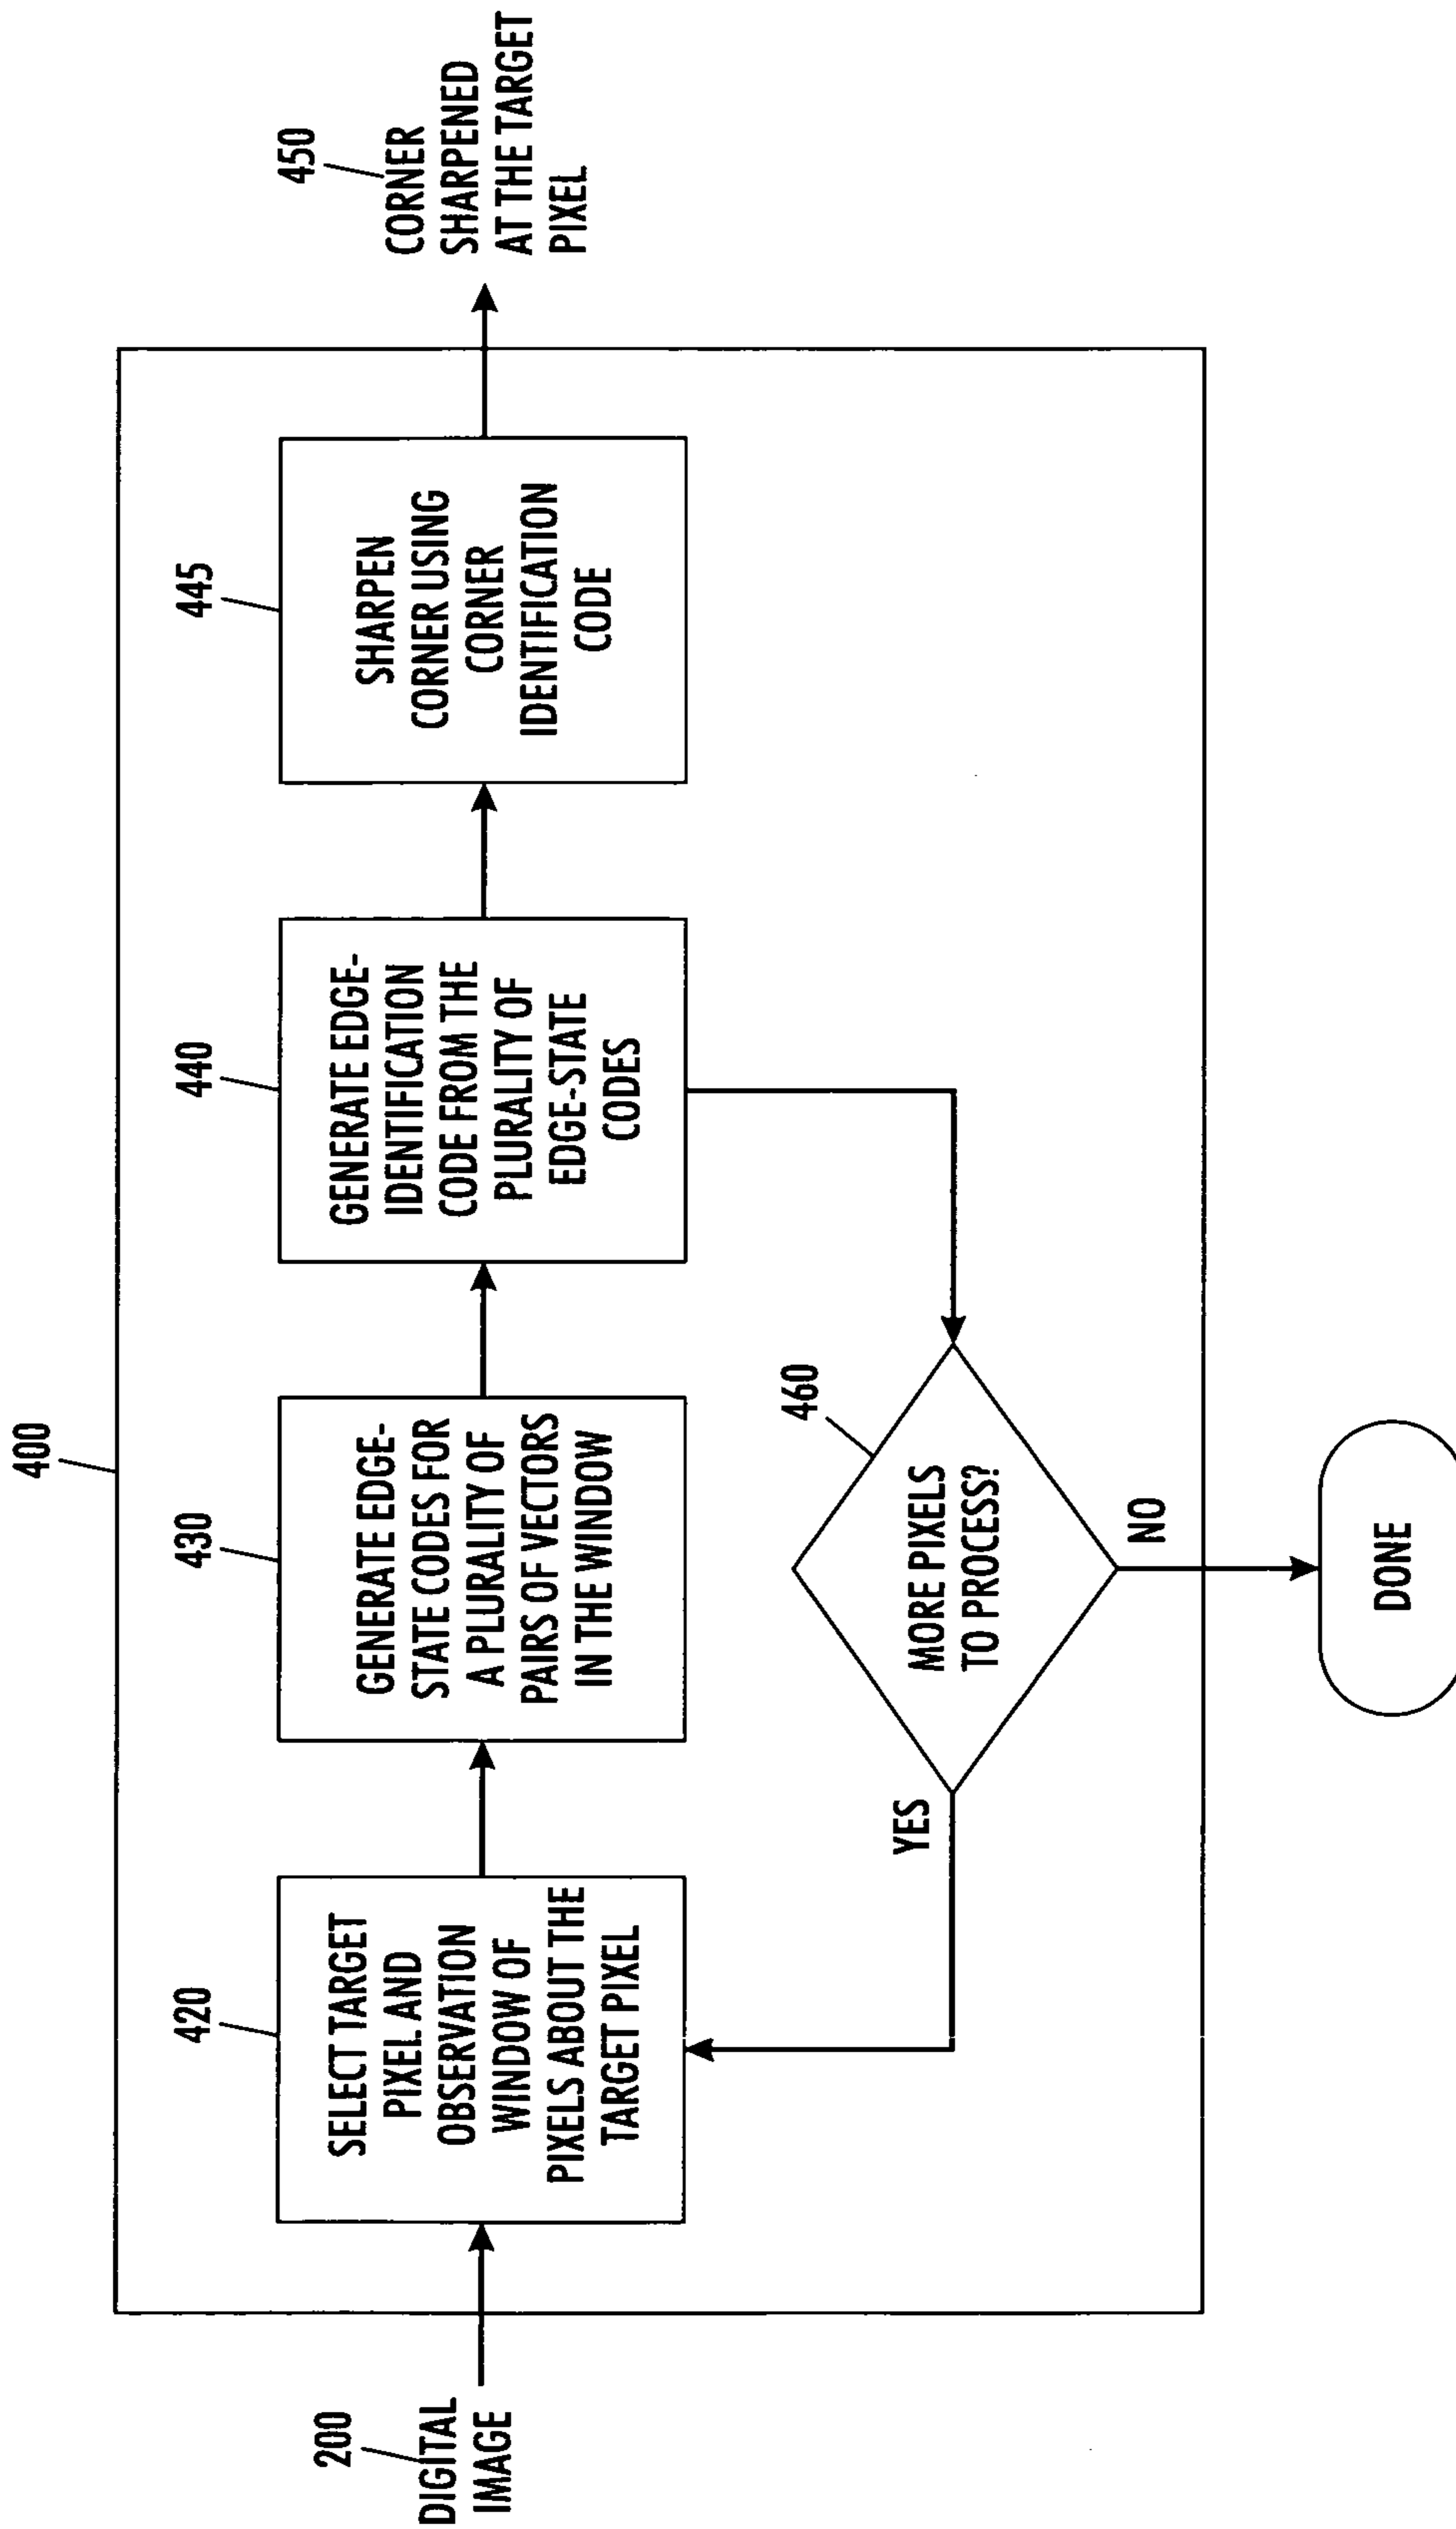 400
200
DIGITAL
IMAGE
420
SELECT TARGET
PIXEL AND
OBSERVATION
WINDOW OF
PIXELS ABOUT THE
TARGET PIXEL
430
GENERATE EDGE-
STATE CODES FOR
A PLURALITY OF
PAIRS OF VECTORS
IN THE WINDOW
440
GENERATE EDGE-
IDENTIFICATION
CODE FROM THE
PLURALITY OF
EDGE-STATE
CODES
445
SHARPEN
CORNER USING
CORNER
IDENTIFICATION
CODE
450
CORNER
SHARPENED
AT THE TARGET
PIXEL
460
MORE PIXELS
TO PROCESS?
YES
NO
DONE